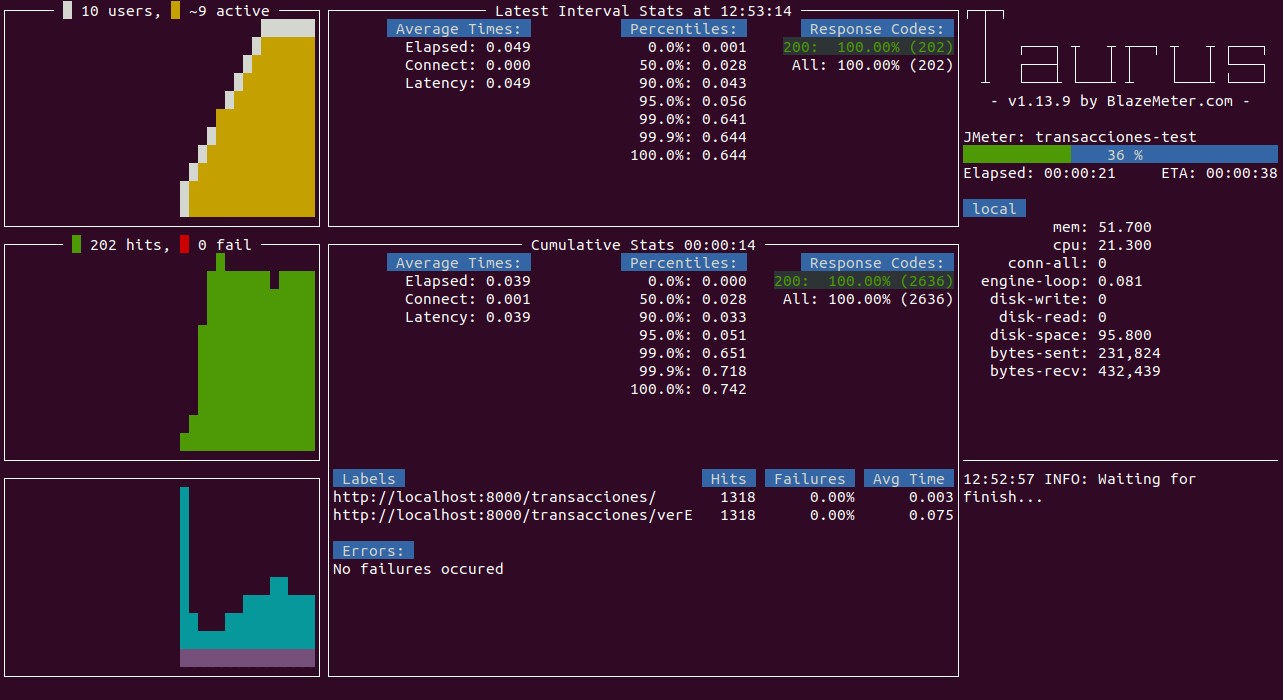 10 users, ~9 active
Latest Interval Stats at 12:53:14
Average Times: Percentiles: Response Codes:
Elapsed: 0.049 0.0%: 0.001 200: 100.00% (202)
Connect: 0.000 50.0%: 0.028 All: 100.00% (202)
Latency: 0.049 90.0%: 0.043
95.0%: 0.056
99.0%: 0.641
99.9%: 0.644
100.0%: 0.644
Taurus
- v1.13.9 by BlazeMeter.com -
JMeter: transacciones-test
36 %
Elapsed: 00:00:21 ETA: 00:00:38
local
mem: 51.700
cpu: 21.300
conn-all: 0
engine-loop: 0.081
disk-write: 0
disk-read: 0
disk-space: 95.800
bytes-sent: 231,824
bytes-recv: 432,439
202 hits, 0 fail
Cumulative Stats 00:00:14
Average Times: Percentiles: Response Codes:
Elapsed: 0.039 0.0%: 0.000 200: 100.00% (2636)
Connect: 0.001 50.0%: 0.028 All: 100.00% (2636)
Latency: 0.039 90.0%: 0.033
95.0%: 0.051
99.0%: 0.651
99.9%: 0.718
100.0%: 0.742
Labels Hits Failures Avg Time
http://localhost:8000/transacciones/ 1318 0.00% 0.003
http://localhost:8000/transacciones/verE 1318 0.00% 0.075
Errors:
No failures occured
12:52:57 INFO: Waiting for
finish...